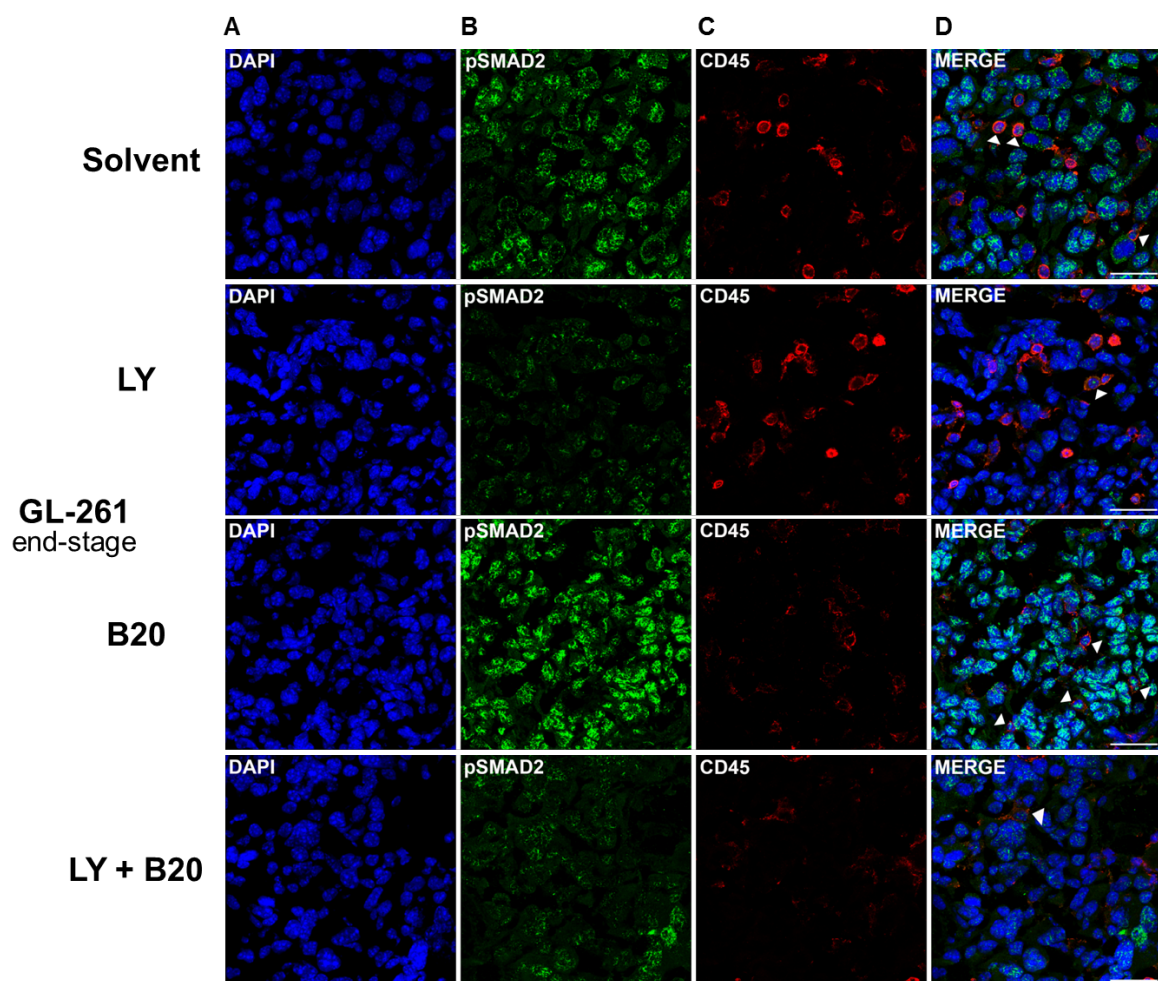 A B C D
Solvent
DAPI pSMAD2 CD45 MERGE
LY
DAPI pSMAD2 CD45 MERGE
GL-261
end-stage
B20
DAPI pSMAD2 CD45 MERGE
LY + B20
DAPI pSMAD2 CD45 MERGE